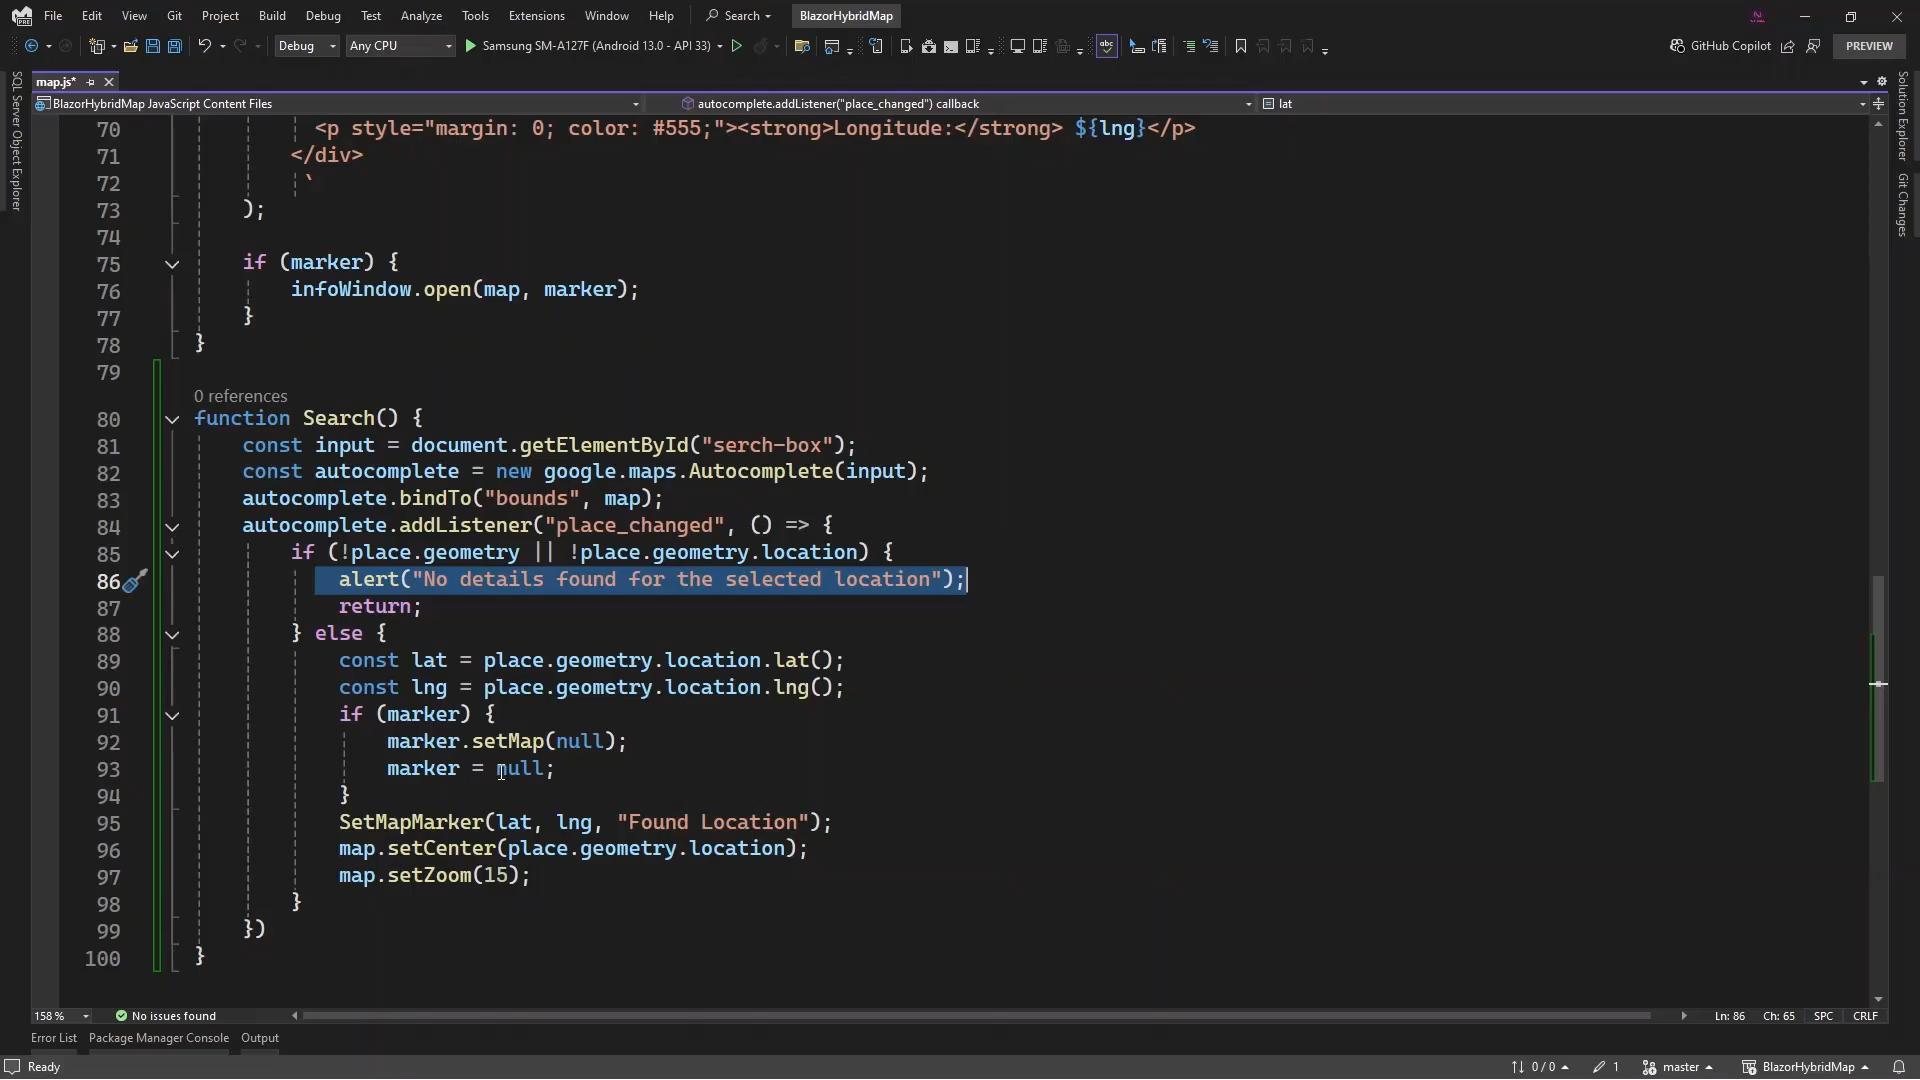 File Edit View Git Project Build Debug Test Analyze Tools Extensions Window Help Search BlazorHybridMap
Debug Any CPU Samsung SM-A127F (Android 13.0 - API 33) GitHub Copilot PREVIEW
map.js*
BlazorHybridMap JavaScript Content Files autocomplete.addListener("place_changed") callback lat
SQL Server Object Explorer
Solution Explorer
Git Changes
70 <p style="margin: 0; color: #555;"><strong>Longitude:</strong> ${lng}</p>
71 </div>
72 `
73 );
74
75 if (marker) {
76 infoWindow.open(map, marker);
77 }
78 }
79
0 references
80 function Search() {
81 const input = document.getElementById("serch-box");
82 const autocomplete = new google.maps.Autocomplete(input);
83 autocomplete.bindTo("bounds", map);
84 autocomplete.addListener("place_changed", () => {
85 if (!place.geometry || !place.geometry.location) {
86 alert("No details found for the selected location");
87 return;
88 } else {
89 const lat = place.geometry.location.lat();
90 const lng = place.geometry.location.lng();
91 if (marker) {
92 marker.setMap(null);
93 marker = null;
94 }
95 SetMapMarker(lat, lng, "Found Location");
96 map.setCenter(place.geometry.location);
97 map.setZoom(15);
98 }
99 })
100 }
158 % No issues found Ln: 86 Ch: 65 SPC CRLF
Error List Package Manager Console Output
Ready 0 / 0 1 master BlazorHybridMap